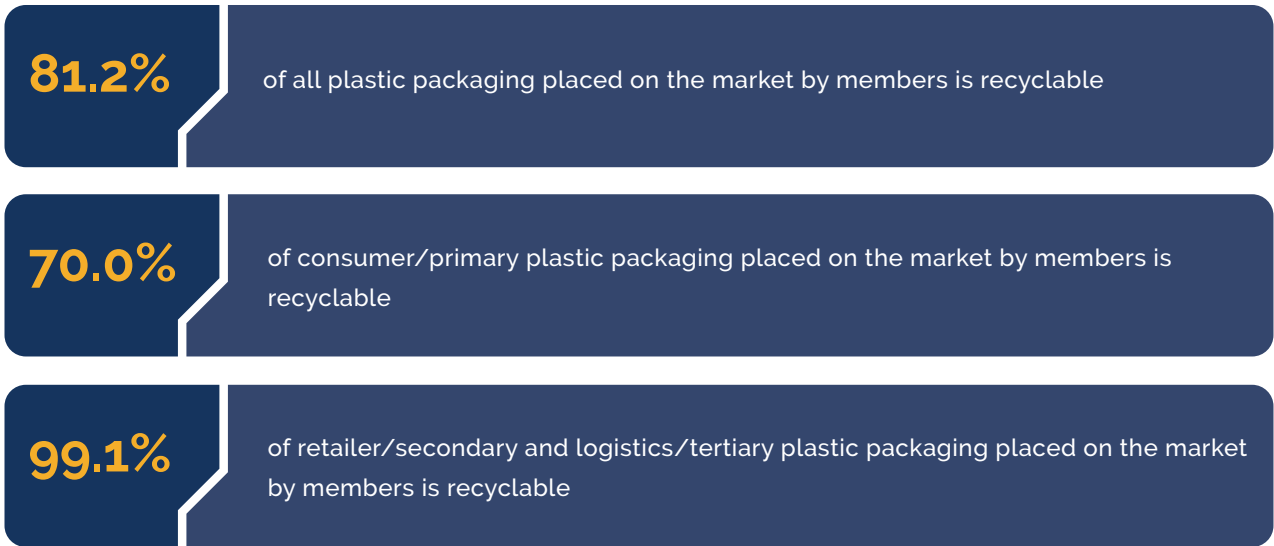 81.2%
of all plastic packaging placed on the market by members is recyclable
70.0%
of consumer/primary plastic packaging placed on the market by members is
recyclable
99.1%
of retailer/secondary and logistics/tertiary plastic packaging placed on the market
by members is recyclable